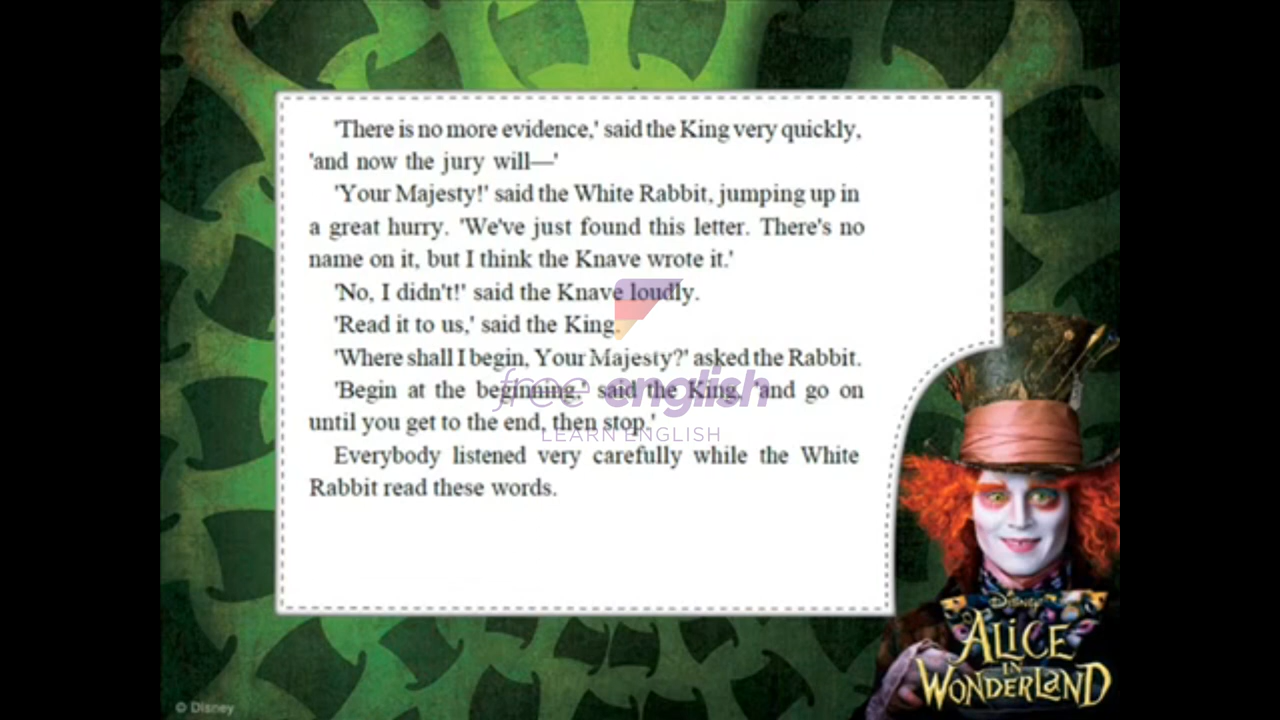 'There is no more evidence,' said the King very quickly,
'and now the jury will—'
'Your Majesty!' said the White Rabbit, jumping up in
a great hurry. 'We've just found this letter. There's no
name on it, but I think the Knave wrote it.'
'No, I didn't!' said the Knave loudly.
'Read it to us,' said the King.
'Where shall I begin, Your Majesty?' asked the Rabbit.
'Begin at the beginning,' said the King, 'and go on
until you get to the end, then stop.'
Everybody listened very carefully while the White
Rabbit read these words.
free english
LEARN ENGLISH
DISNEY
ALICE
IN
WONDERLAND
© Disney